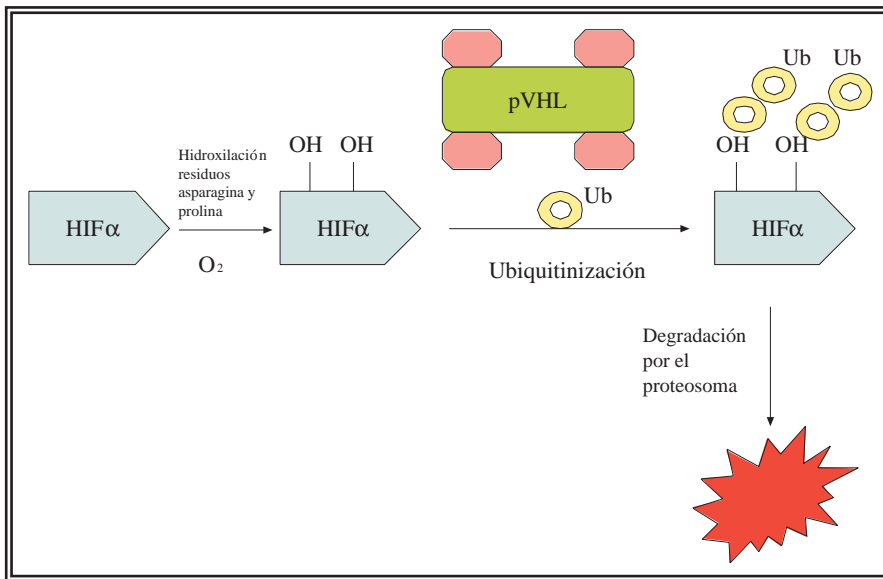 pVHL
Ub
Ub
OH
OH
OH
OH
Hidroxilación
residuos
asparagina y
prolina
Ub
HIFα
HIFα
HIFα
O2
Ubiquitinización
Degradación
por el
proteosoma